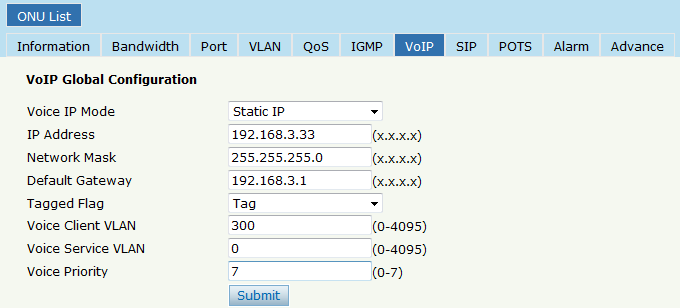 ONU List
Information Bandwidth Port VLAN QoS IGMP VoIP SIP POTS Alarm Advance
VoIP Global Configuration
Voice IP Mode Static IP
IP Address 192.168.3.33 (x.x.x.x)
Network Mask 255.255.255.0 (x.x.x.x)
Default Gateway 192.168.3.1 (x.x.x.x)
Tagged Flag Tag
Voice Client VLAN 300 (0-4095)
Voice Service VLAN 0 (0-4095)
Voice Priority 7 (0-7)
Submit